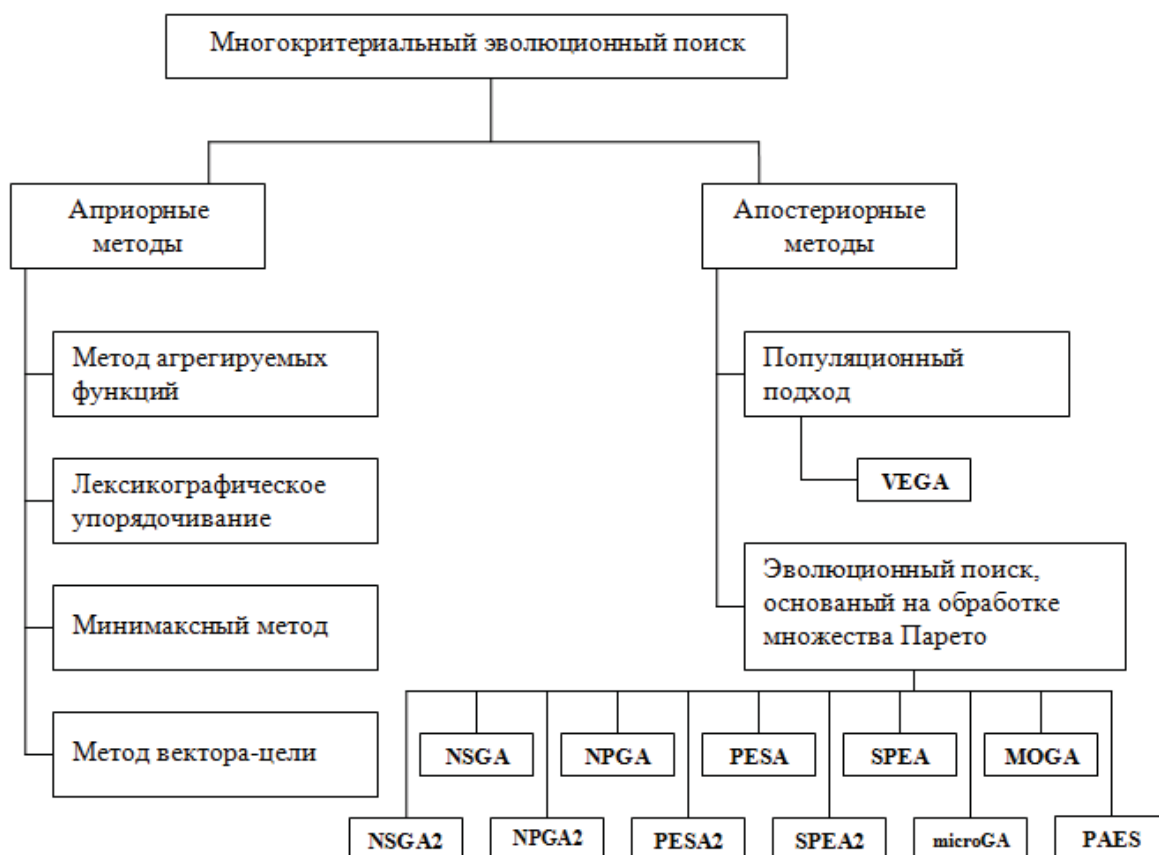 Многокритериальный эволюционный поиск
Априорные
методы
Апостериорные
методы
Метод агрегируемых
функций
Лексикографическое
упорядочивание
Минимаксный метод
Метод вектора-цели
Популяционный
подход
VEGA
Эволюционный поиск,
основаный на обработке
множества Парето
NSGA
NPGA
PESA
SPEA
MOGA
NSGA2
NPGA2
PESA2
SPEA2
microGA
PAES